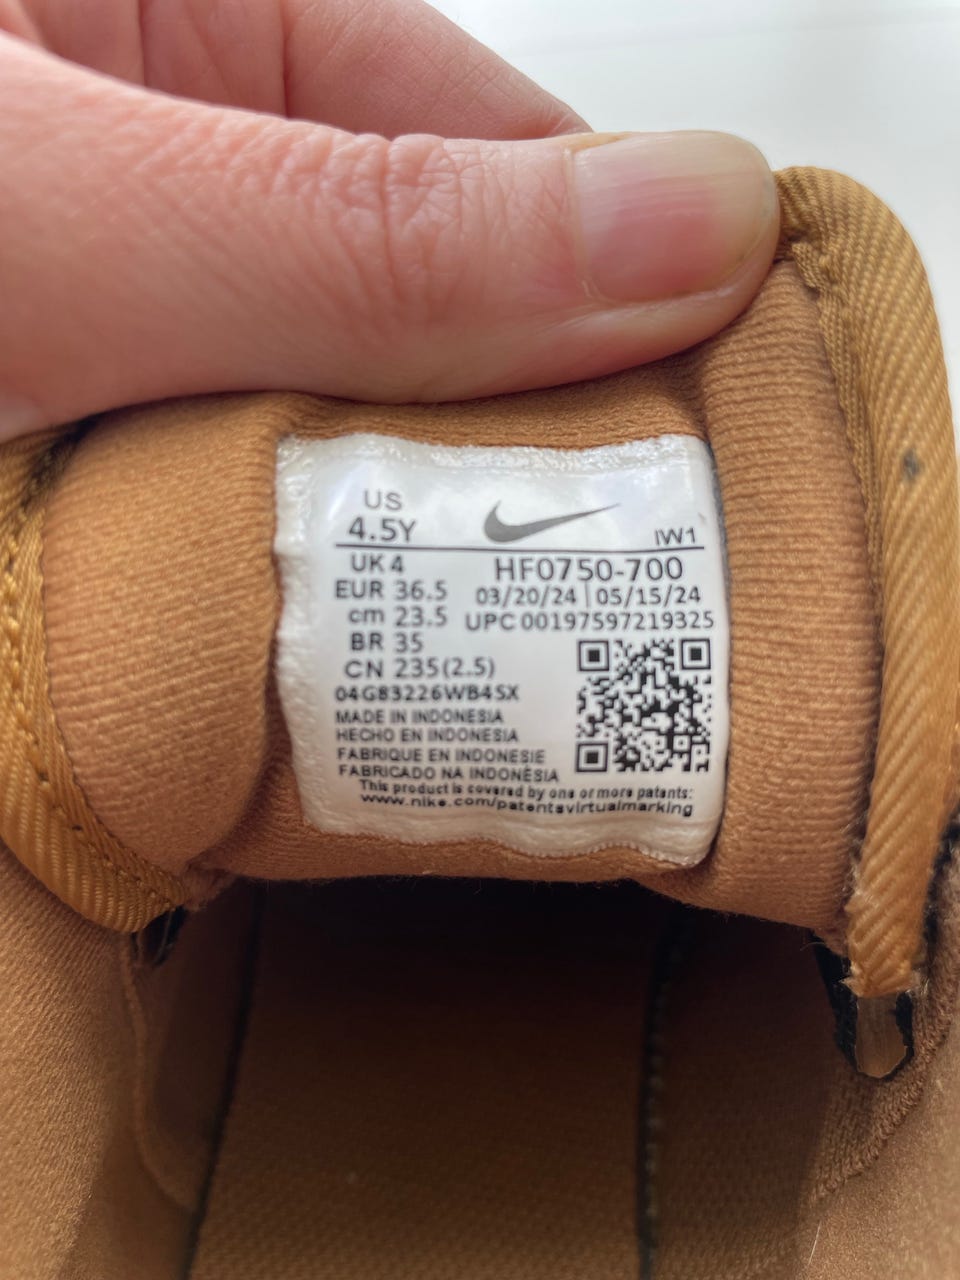 US
4.5Y
IW1
UK 4
HF0750-700
EUR 36.5
03/20/24 | 05/15/24
cm 23.5
UPC 00197597219325
BR 35
CN 235(2.5)
04G83226WB4SX
MADE IN INDONESIA
HECHO EN INDONESIA
FABRIQUE EN INDONESIE
FABRICADO NA INDONÉSIA
This product is covered by one or more patents:
www.nike.com/patentsvirtualmarking